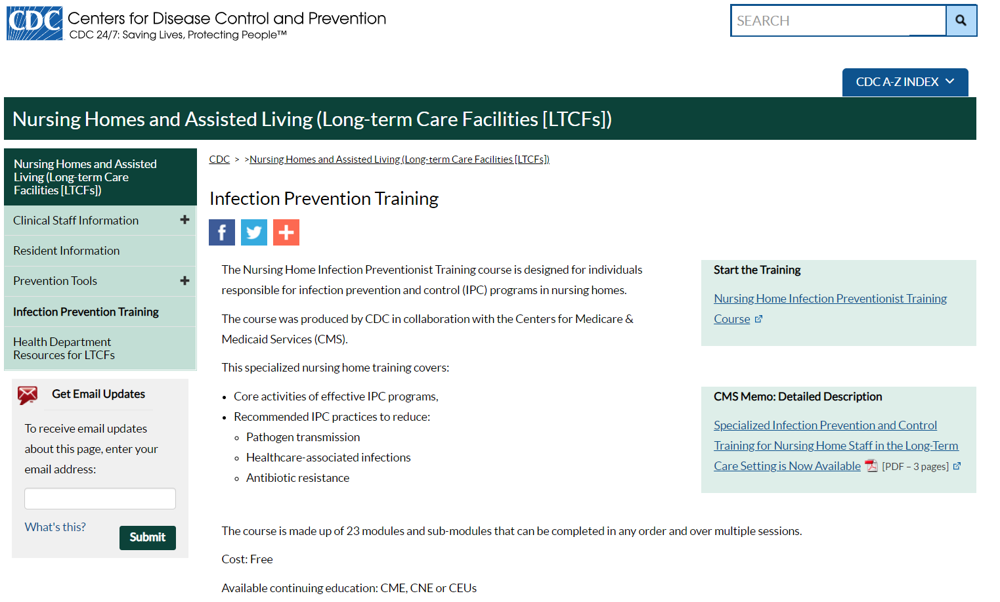 CDC
Centers for Disease Control and Prevention
CDC 24/7: Saving Lives, Protecting People™
SEARCH
CDC A-Z INDEX
Nursing Homes and Assisted Living (Long-term Care Facilities [LTCFs])
Nursing Homes and Assisted
Living (Long-term Care
Facilities [LTCFs])
Clinical Staff Information
Resident Information
Prevention Tools
Infection Prevention Training
Health Department
Resources for LTCFs
Get Email Updates
To receive email updates
about this page, enter your
email address:
What's this?
Submit
CDC > >Nursing Homes and Assisted Living (Long-term Care Facilities [LTCFs])
Infection Prevention Training
The Nursing Home Infection Preventionist Training course is designed for individuals
responsible for infection prevention and control (IPC) programs in nursing homes.
The course was produced by CDC in collaboration with the Centers for Medicare &
Medicaid Services (CMS).
This specialized nursing home training covers:
• Core activities of effective IPC programs,
• Recommended IPC practices to reduce:
◦ Pathogen transmission
◦ Healthcare-associated infections
◦ Antibiotic resistance
Start the Training
Nursing Home Infection Preventionist Training
Course
CMS Memo: Detailed Description
Specialized Infection Prevention and Control
Training for Nursing Home Staff in the Long-Term
Care Setting is Now Available [PDF – 3 pages]
The course is made up of 23 modules and sub-modules that can be completed in any order and over multiple sessions.
Cost: Free
Available continuing education: CME, CNE or CEUs